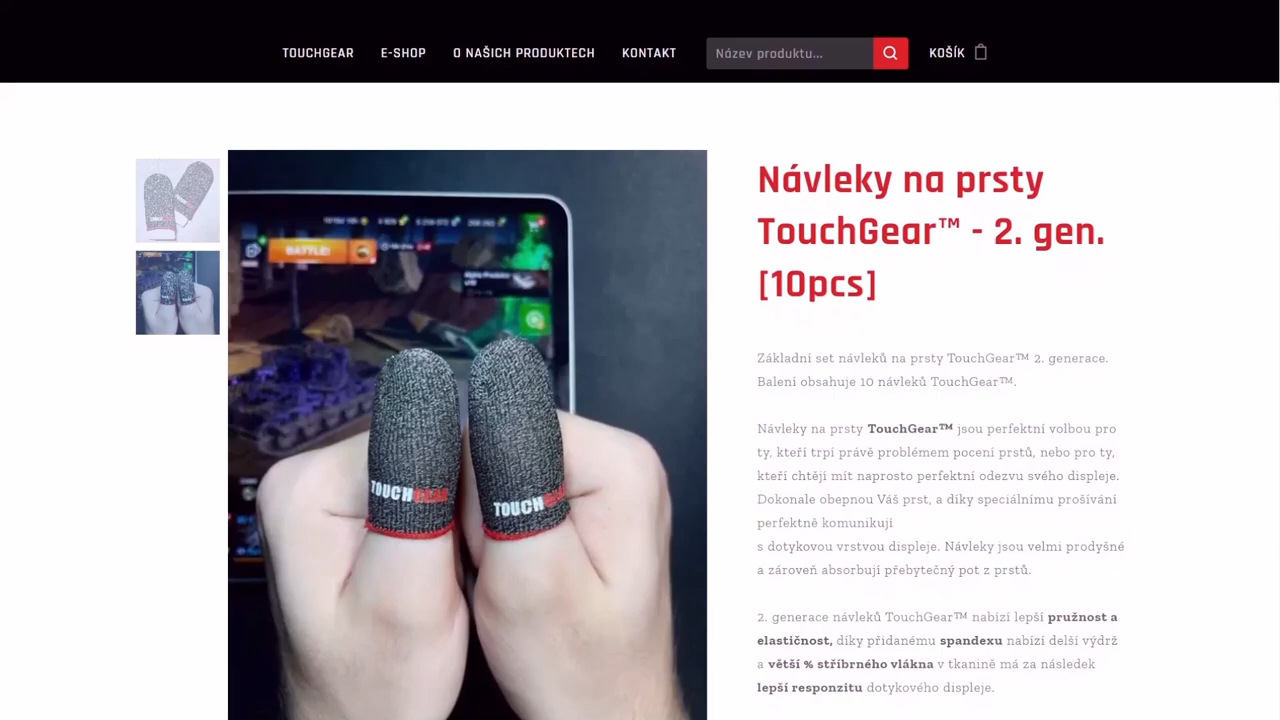 TOUCHGEAR E-SHOP O NAŠICH PRODUKTECH KONTAKT Název produktu... KOŠÍK
BATTLE!
TOUCHGEAR
TOUCHGEAR
Návleky na prsty
TouchGear™ - 2. gen.
[10pcs]
Základní set návleků na prsty TouchGear™ 2. generace.
Balení obsahuje 10 návleků TouchGear™.
Návleky na prsty TouchGear™ jsou perfektní volbou pro
ty, kteří trpí právě problémem pocení prstů, nebo pro ty,
kteří chtějí mít naprosto perfektní odezvu svého displeje.
Dokonale obepnou Váš prst, a díky speciálnímu prošívání
perfektně komunikují
s dotykovou vrstvou displeje. Návleky jsou velmi prodyšné
a zároveň absorbují přebytečný pot z prstů.
2. generace návleků TouchGear™ nabízí lepší pružnost a
elastičnost, díky přidanému spandexu nabízí delší výdrž
a větší % stříbrného vlákna v tkanině má za následek
lepší responzitu dotykového displeje.